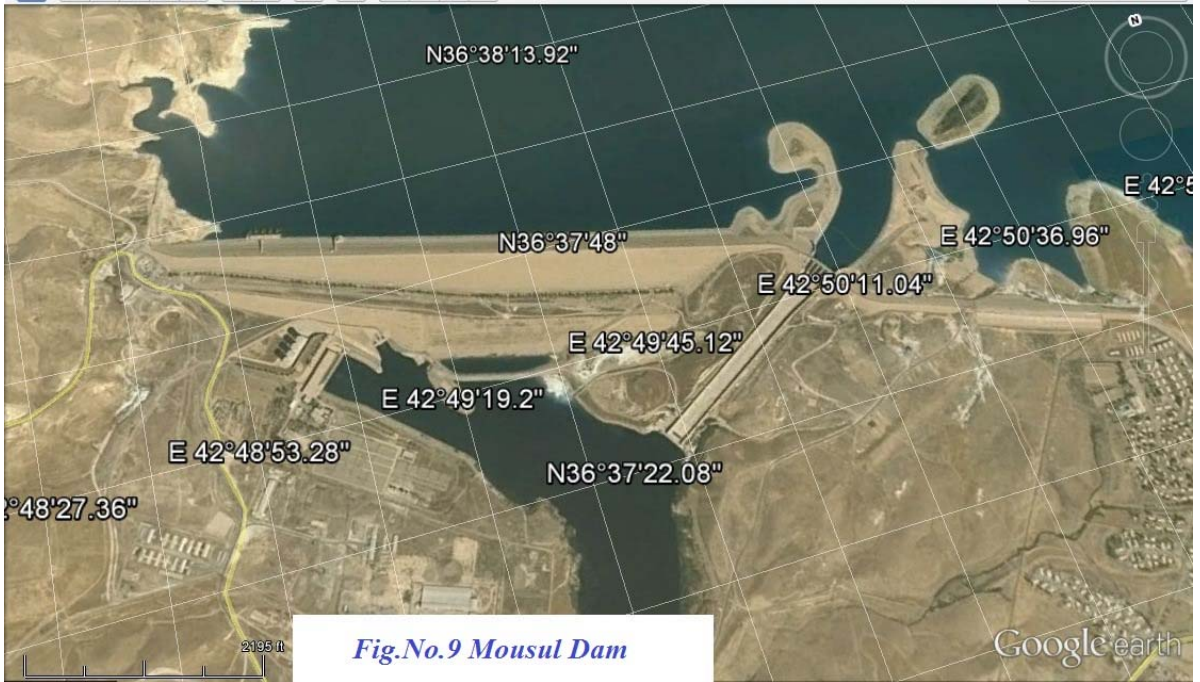 N
N36°38'13.92"
E 42°5
N36°37'48"
E 42°50'36.96"
E 42°50'11.04"
E 42°49'45.12"
E 42°49'19.2"
E 42°48'53.28"
N36°37'22.08"
2°48'27.36"
2195 ft
Fig.No.9 Mousul Dam
Google earth